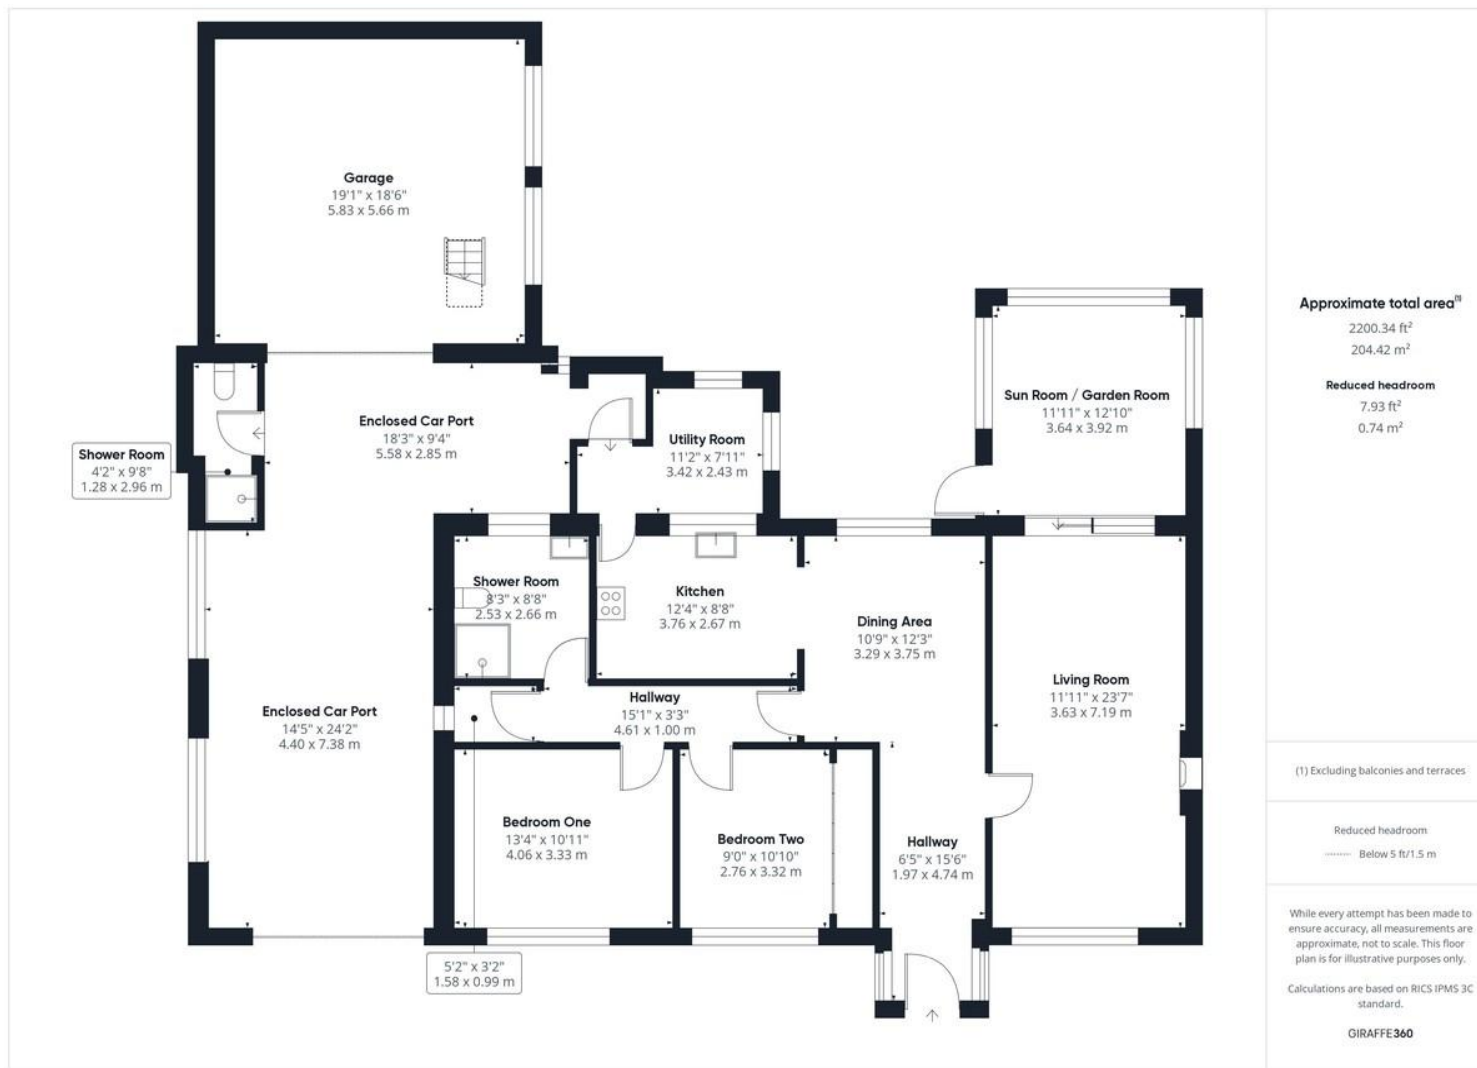 Garage
19'1" x 18'6"
5.83 x 5.66 m
Enclosed Car Port
18'3" x 9'4"
5.58 x 2.85 m
Shower Room
4'2" x 9'8"
1.28 x 2.96 m
Utility Room
11'2" x 7'11"
3.42 x 2.43 m
Sun Room / Garden Room
11'11" x 12'10"
3.64 x 3.92 m
Shower Room
8'3" x 8'8"
2.53 x 2.66 m
Kitchen
12'4" x 8'8"
3.76 x 2.67 m
Dining Area
10'9" x 12'3"
3.29 x 3.75 m
Living Room
11'11" x 23'7"
3.63 x 7.19 m
Hallway
15'1" x 3'3"
4.61 x 1.00 m
Enclosed Car Port
14'5" x 24'2"
4.40 x 7.38 m
Bedroom One
13'4" x 10'11"
4.06 x 3.33 m
Bedroom Two
9'0" x 10'10"
2.76 x 3.32 m
Hallway
6'5" x 15'6"
1.97 x 4.74 m
5'2" x 3'2"
1.58 x 0.99 m
Approximate total area(1)
2200.34 ft²
204.42 m²
Reduced headroom
7.93 ft²
0.74 m²
(1) Excluding balconies and terraces
Reduced headroom
Below 5 ft/1.5 m
While every attempt has been made to
ensure accuracy, all measurements are
approximate, not to scale. This floor
plan is for illustrative purposes only.
Calculations are based on RICS IPMS 3C
standard.
GIRAFFE360